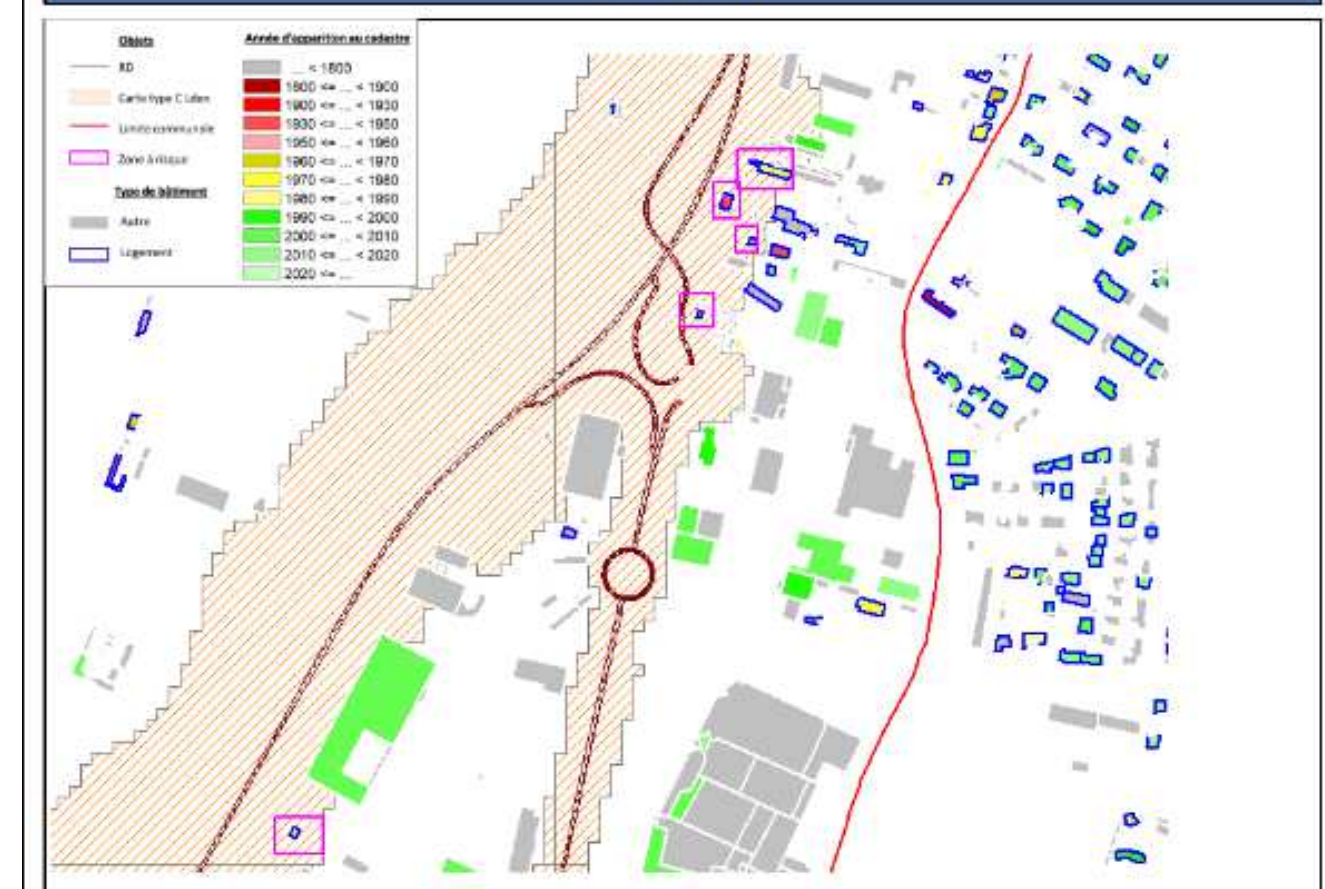 Objets
RD
Carte type C Lden
Limite communale
Zone à risque
Type de bâtiment
Autre
Logement
Année d'apparition au cadastre
... < 1800
1800 <= ... < 1900
1900 <= ... < 1930
1930 <= ... < 1950
1950 <= ... < 1960
1960 <= ... < 1970
1970 <= ... < 1980
1980 <= ... < 1990
1990 <= ... < 2000
2000 <= ... < 2010
2010 <= ... < 2020
2020 <= ...
1